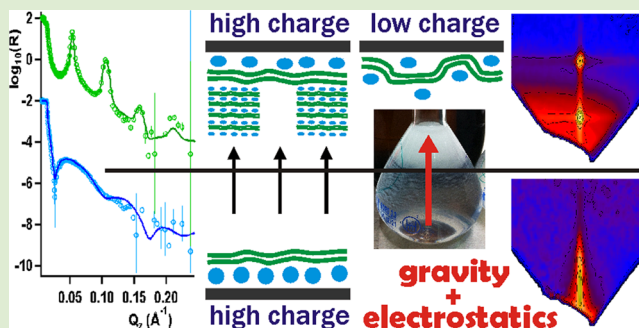 log₁₀(R)
2
0
-2
-4
-6
-8
-10
0.05 0.10 0.15 0.20
Q_z (A⁻¹)
high charge
low charge
high charge
gravity
+
electrostatics